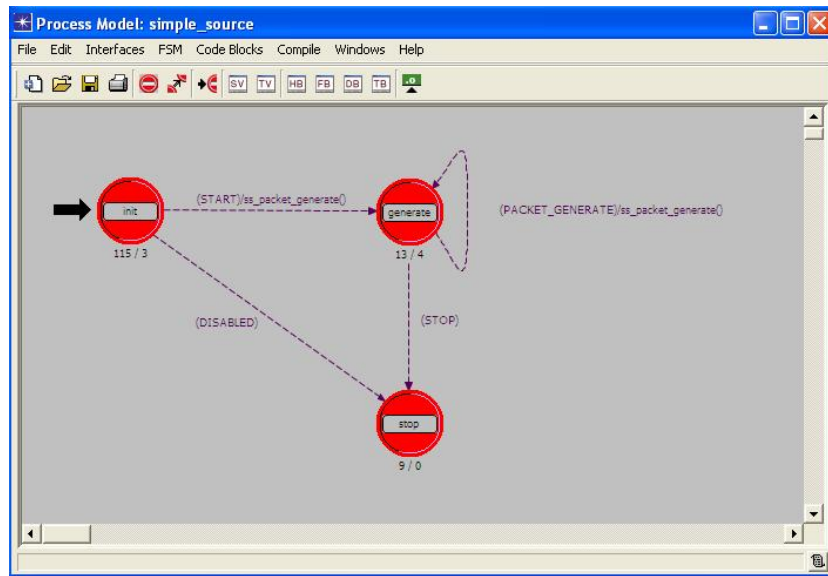 Process Model: simple_source
File Edit Interfaces FSM Code Blocks Compile Windows Help
SV TV HB FB DB TB .0
(START)/ss_packet_generate()
init
generate
(PACKET_GENERATE)/ss_packet_generate()
115 / 3
13 / 4
(DISABLED)
(STOP)
stop
9 / 0